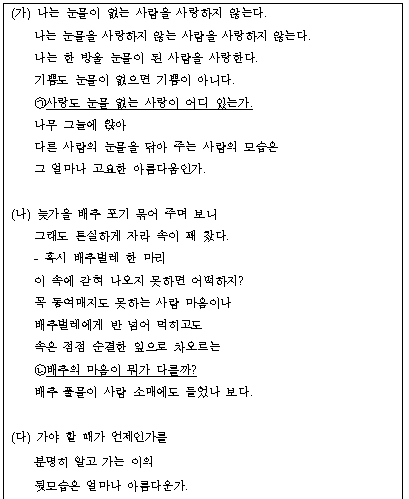 (가) 나는 눈물이 없는 사람을 사랑하지 않는다.
나는 눈물을 사랑하지 않는 사람을 사랑하지 않는다.
나는 한 방울 눈물이 된 사람을 사랑한다.
기쁨도 눈물이 없으면 기쁨이 아니다.
㉠사랑도 눈물 없는 사랑이 어디 있는가.
나무 그늘에 앉아
다른 사람의 눈물을 닦아 주는 사람의 모습은
그 얼마나 고요한 아름다움인가.
(나) 늦가을 배추 포기 묶어 주며 보니
그래도 튼실하게 자라 속이 꽤 찼다.
- 혹시 배추벌레 한 마리
이 속에 갇혀 나오지 못하면 어떡하지?
꼭 동여매지도 못하는 사람 마음이나
배추벌레에게 반 넘어 먹히고도
속은 점점 순결한 잎으로 차오르는
㉡배추의 마음이 뭐가 다를까?
배추 풀물이 사람 소매에도 들었나 보다.
(다) 가야 할 때가 언제인가를
분명히 알고 가는 이의
뒷모습은 얼마나 아름다운가.